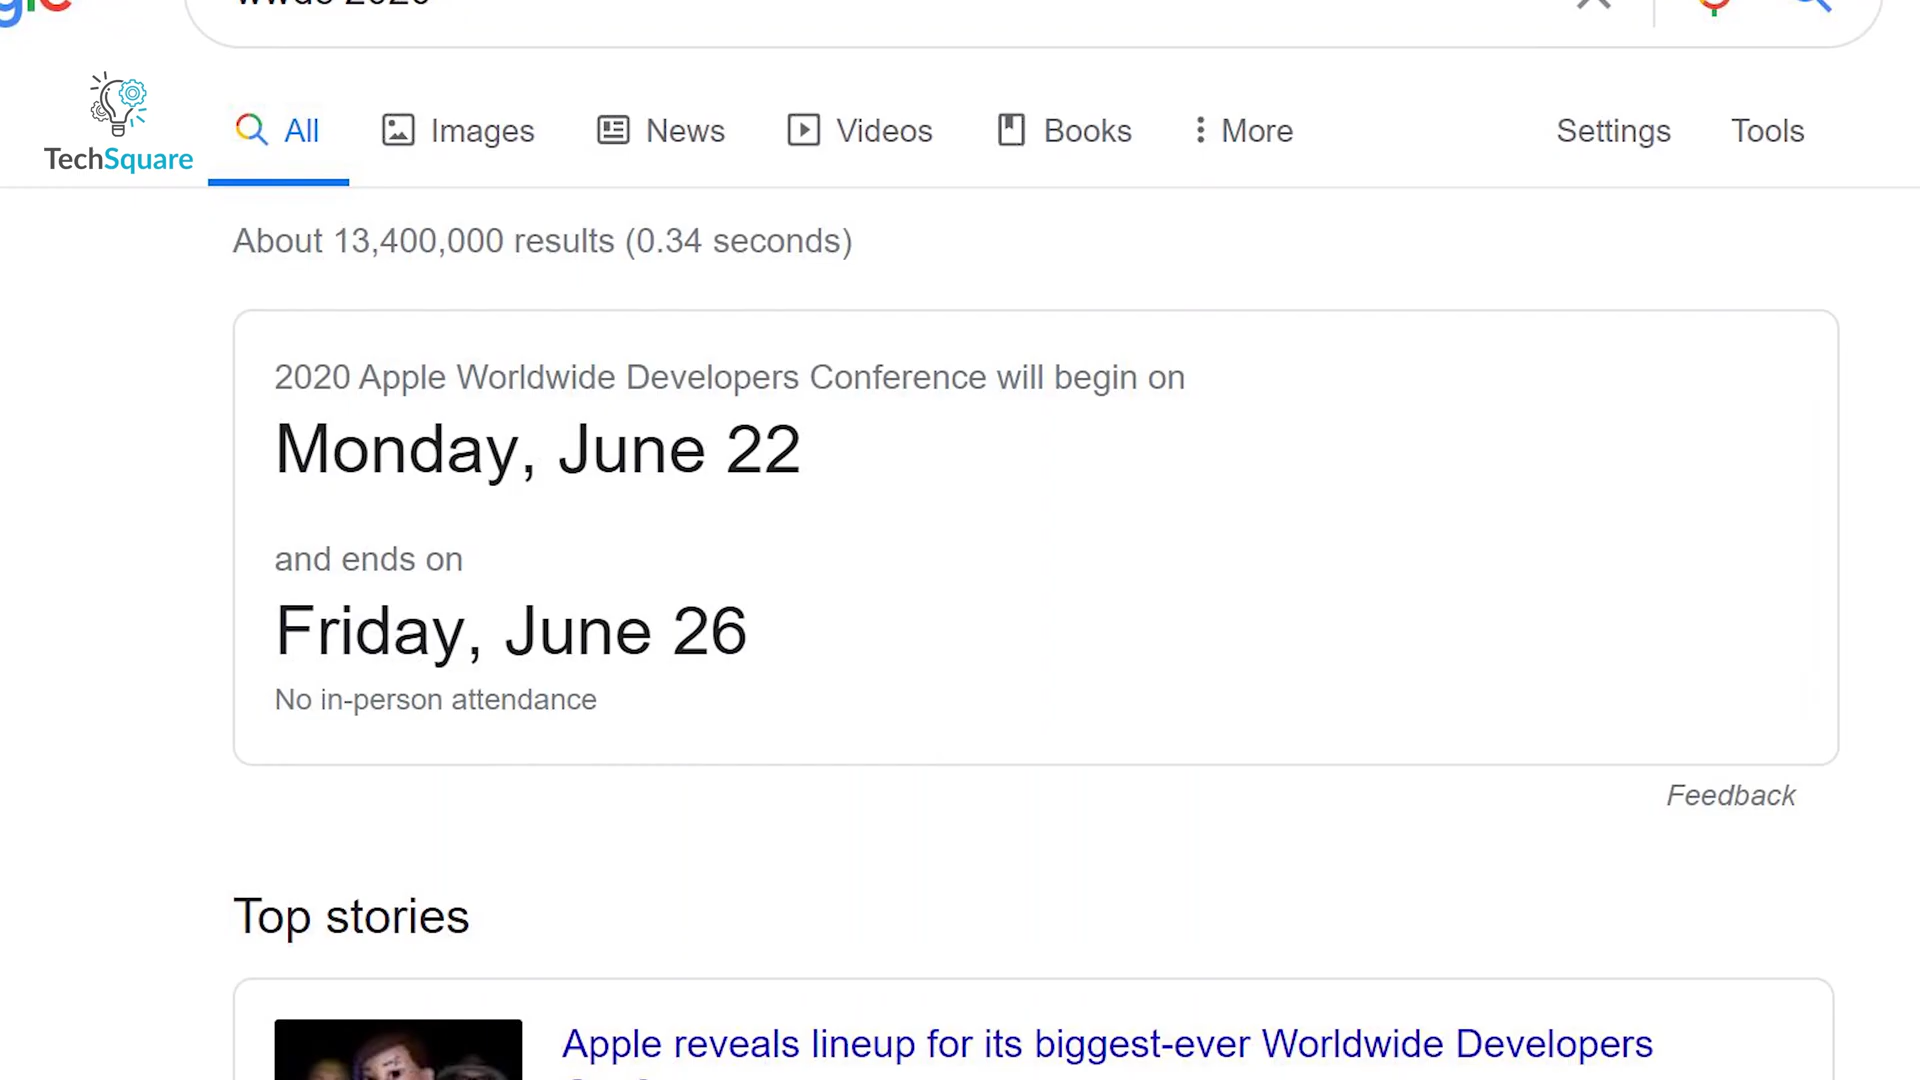 TechSquare
All Images News Videos Books More Settings Tools
About 13,400,000 results (0.34 seconds)
2020 Apple Worldwide Developers Conference will begin on
Monday, June 22
and ends on
Friday, June 26
No in-person attendance
Feedback
Top stories
Apple reveals lineup for its biggest-ever Worldwide Developers